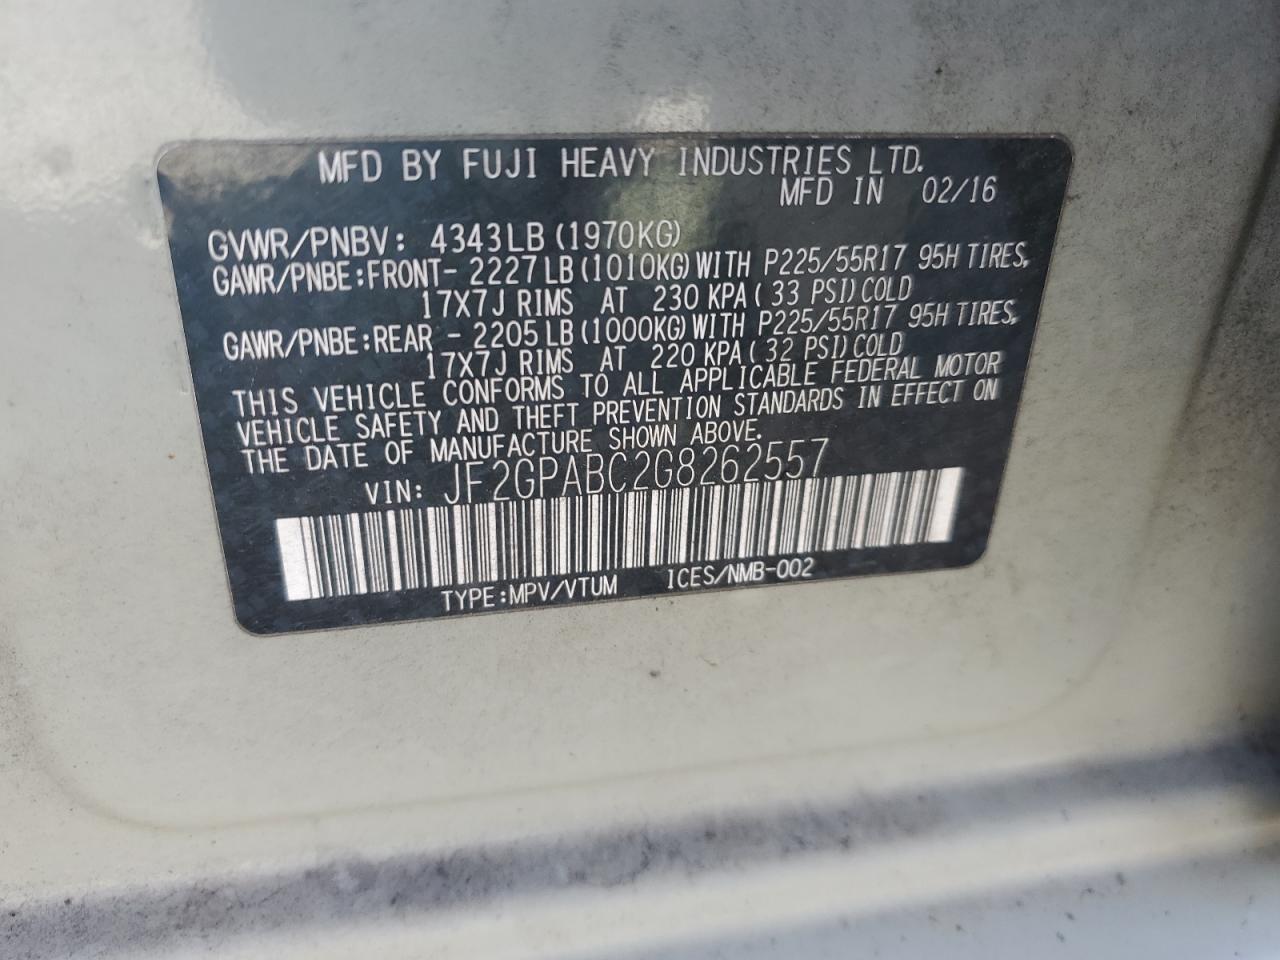 MFD BY FUJI HEAVY INDUSTRIES LTD.
MFD IN 02/16
GVWR/PNBV: 4343LB(1970KG)
GAWR/PNBE:FRONT- 2227LB(1010KG)WITH P225/55R17 95H TIRES,
17X7J RIMS AT 230 KPA( 33 PSI)COLD
GAWR/PNBE:REAR - 2205LB(1000KG)WITH P225/55R17 95H TIRES,
17X7J RIMS AT 220 KPA( 32 PSI)COLD
THIS VEHICLE CONFORMS TO ALL APPLICABLE FEDERAL MOTOR
VEHICLE SAFETY AND THEFT PREVENTION STANDARDS IN EFFECT ON
THE DATE OF MANUFACTURE SHOWN ABOVE.
VIN: JF2GPABC2G8262557
TYPE:MPV/VTUM ICES/NMB-002